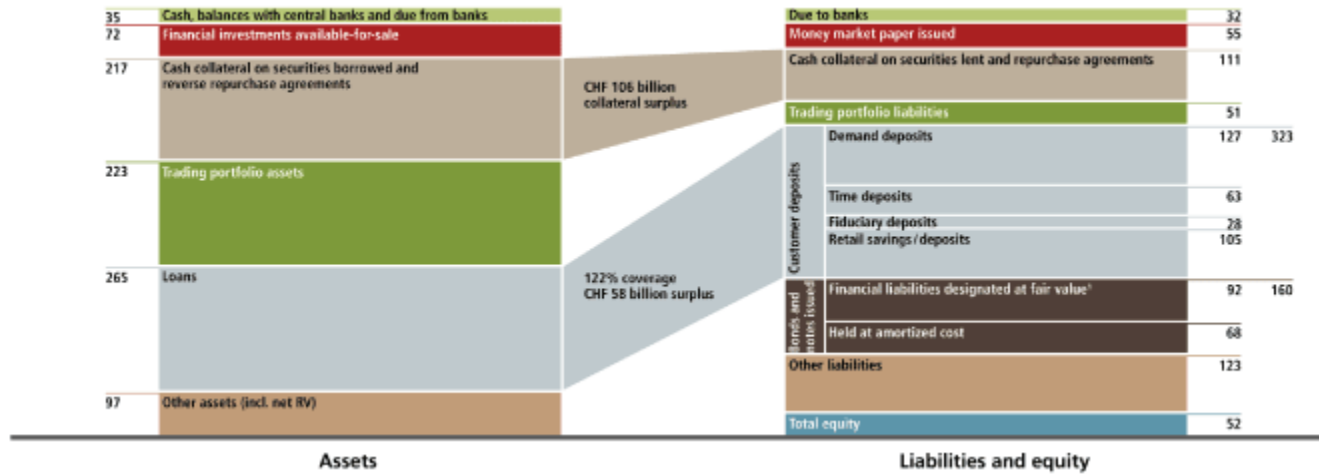 35 Cash, balances with central banks and due from banks
72 Financial investments available-for-sale
217 Cash collateral on securities borrowed and
reverse repurchase agreements
223 Trading portfolio assets
265 Loans
97 Other assets (incl. net RV)
Assets
CHF 106 billion
collateral surplus
122% coverage
CHF 58 billion surplus
Due to banks 32
Money market paper issued 55
Cash collateral on securities lent and repurchase agreements 111
Trading portfolio liabilities 51
Customer deposits
Demand deposits 127 323
Time deposits 63
Fiduciary deposits 28
Retail savings/deposits 105
Bonds and
notes issued
Financial liabilities designated at fair value¹ 92 160
Held at amortized cost 68
Other liabilities 123
Total equity 52
Liabilities and equity